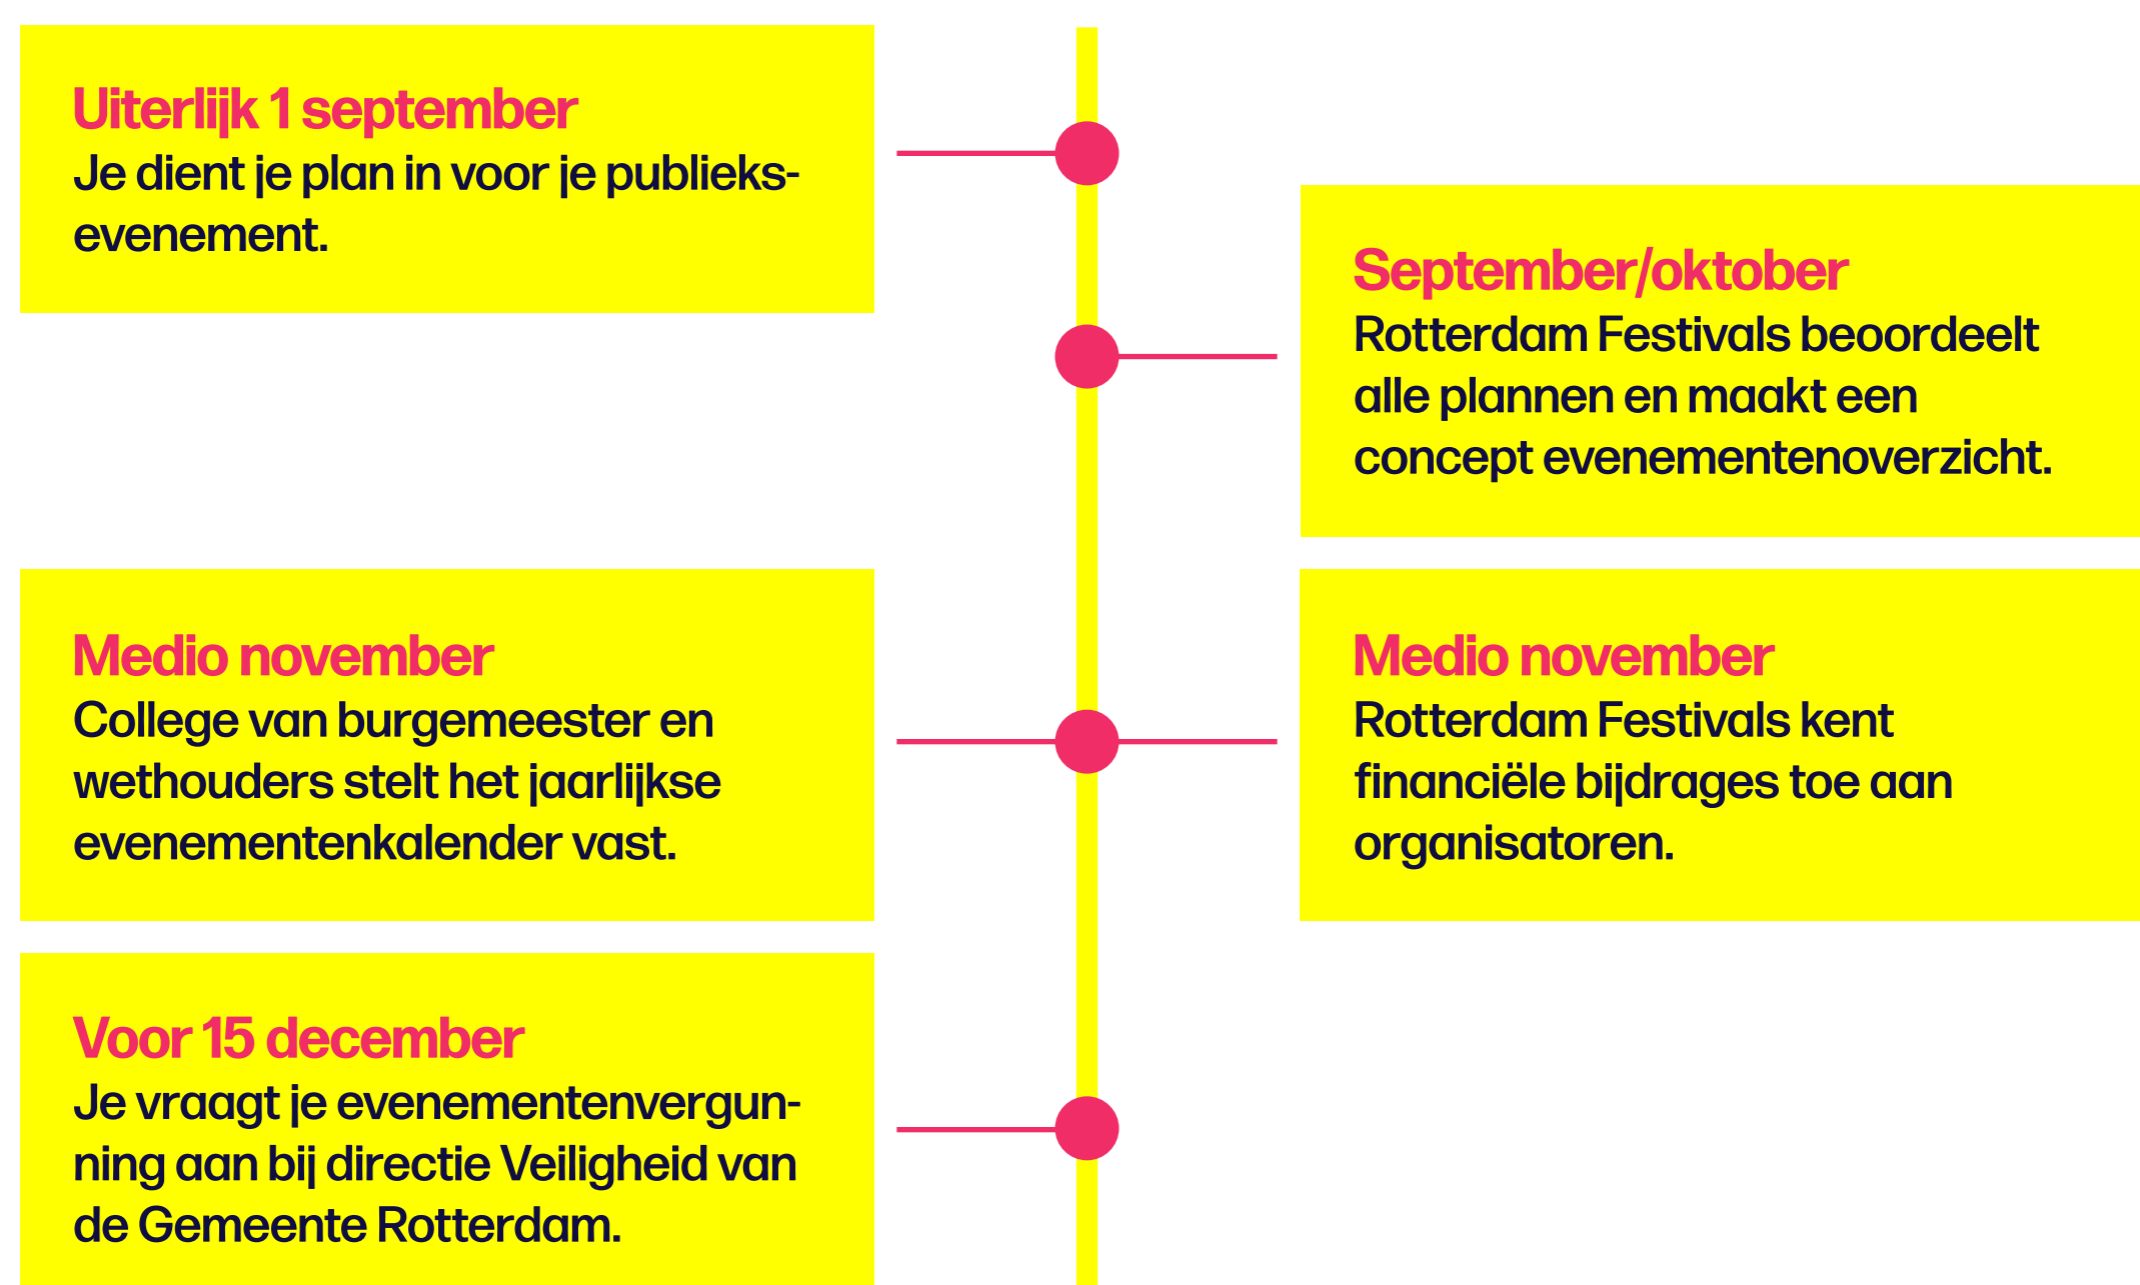 Uiterlijk 1 september
Je dient je plan in voor je publieks-
evenement.
September/oktober
Rotterdam Festivals beoordeelt
alle plannen en maakt een
concept evenementenoverzicht.
Medio november
College van burgemeester en
wethouders stelt het jaarlijkse
evenementenkalender vast.
Medio november
Rotterdam Festivals kent
financiële bijdrages toe aan
organisatoren.
Voor 15 december
Je vraagt je evenementenvergun-
ning aan bij directie Veiligheid van
de Gemeente Rotterdam.